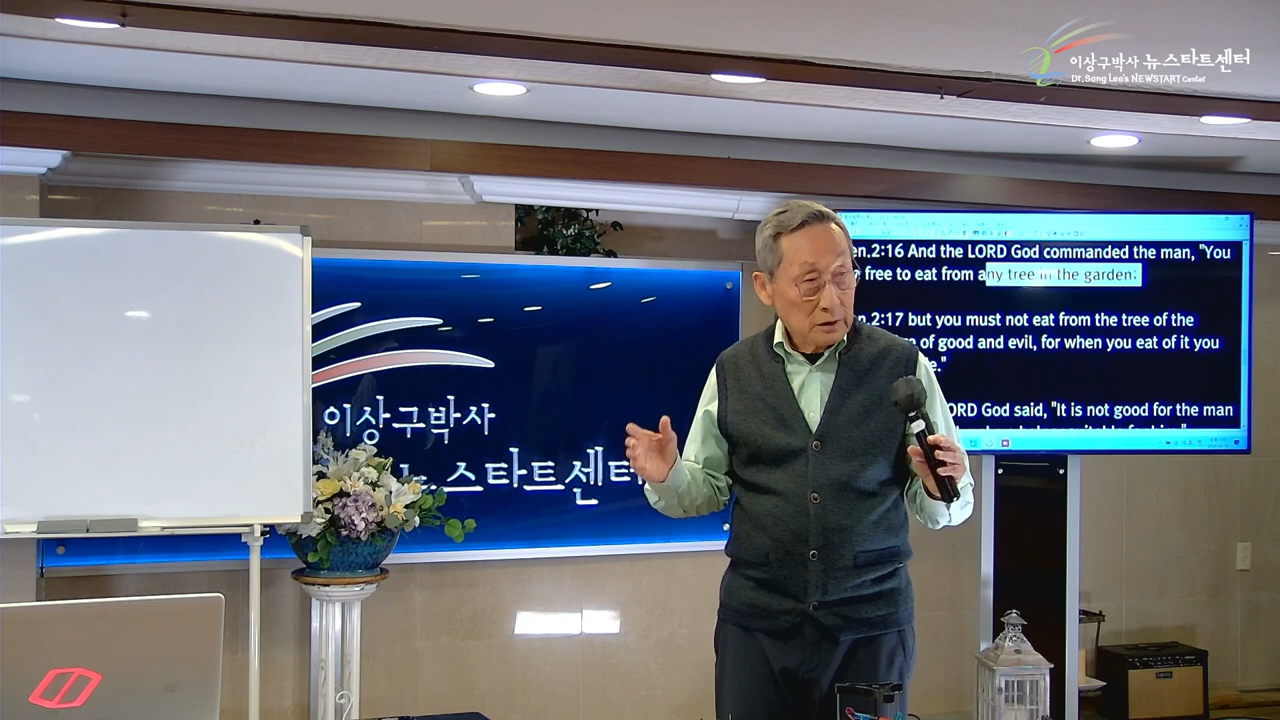 이상구박사 뉴스타트센터
Dr. Sang Lee's NEWSTART Center
en.2:16 And the LORD God commanded the man, "You
free to eat from any tree in the garden;
en.2:17 but you must not eat from the tree of the
of good and evil, for when you eat of it you
ORD God said, "It is not good for the man
이상구박사
뉴스타트센터